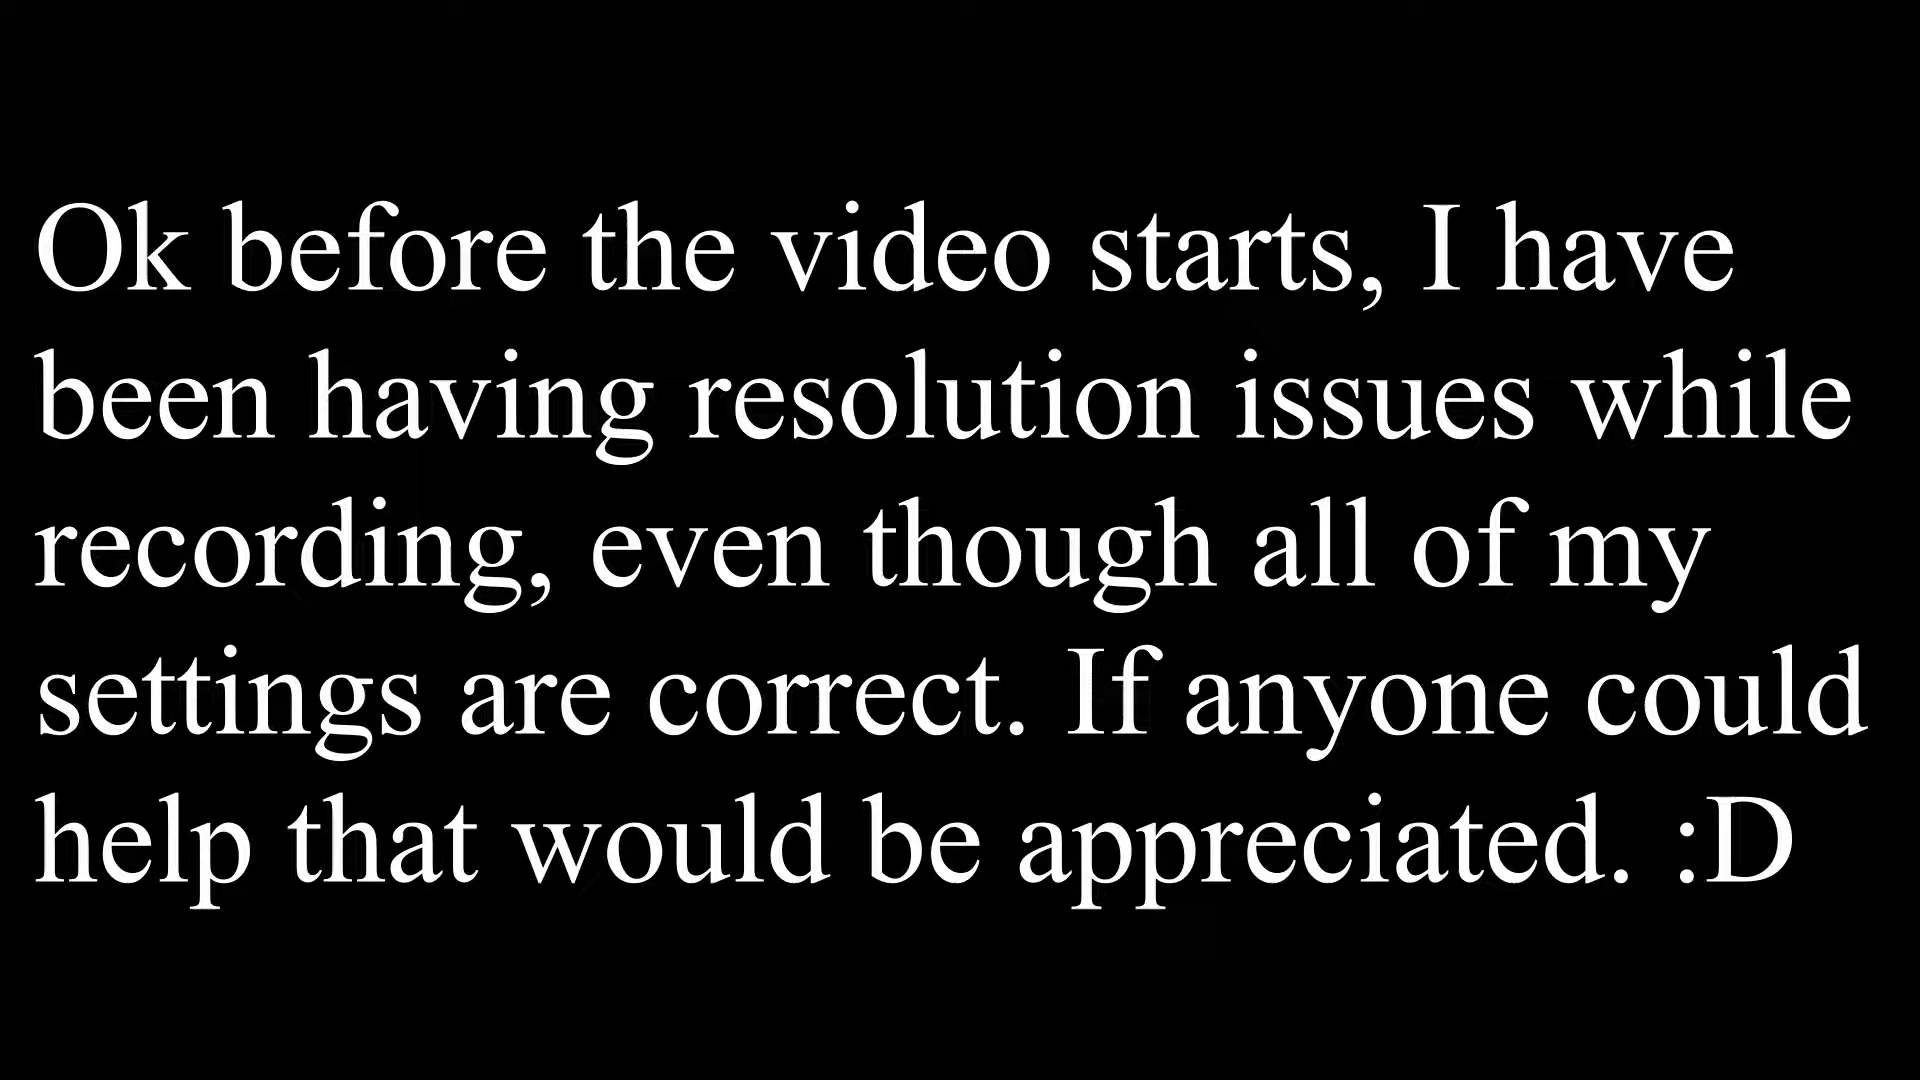 Ok before the video starts, I have
been having resolution issues while
recording, even though all of my
settings are correct. If anyone could
help that would be appreciated. :D